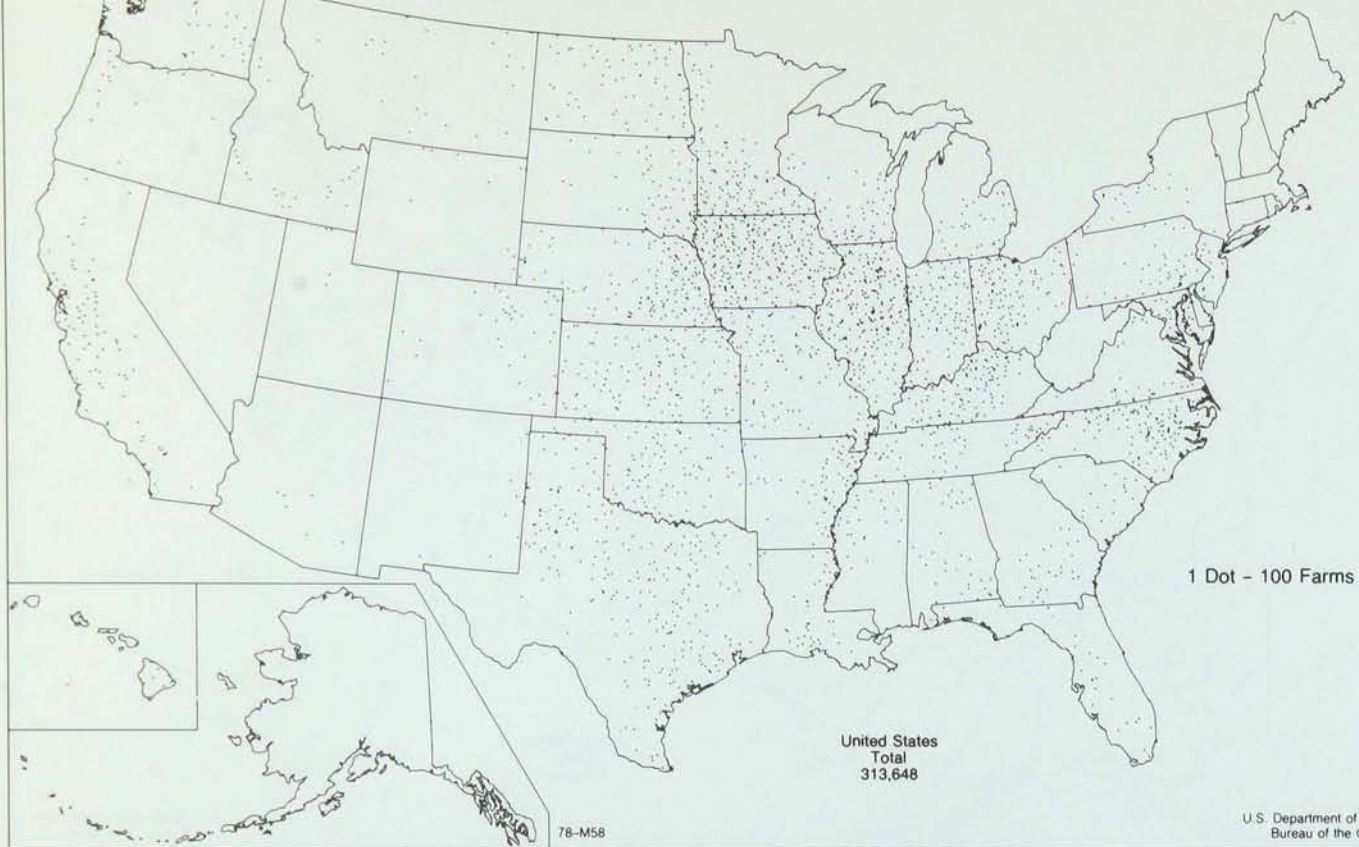 1 Dot – 100 Farms
United States
Total
313,648
78–M58
U.S. Department of
Bureau of the